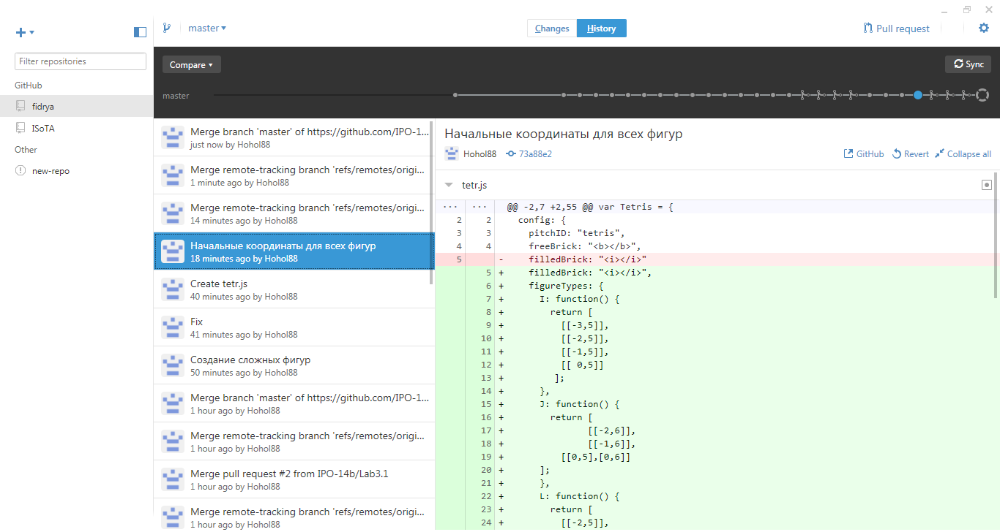 master
Changes
History
Pull request
Filter repositories
GitHub
fidrya
ISoTA
Other
new-repo
Compare
Sync
master
Merge branch 'master' of https://github.com/IPO-1...
just now by Hohol88
Merge remote-tracking branch 'refs/remotes/origi...
1 minute ago by Hohol88
Merge remote-tracking branch 'refs/remotes/origi...
14 minutes ago by Hohol88
Начальные координаты для всех фигур
18 minutes ago by Hohol88
Create tetr.js
40 minutes ago by Hohol88
Fix
41 minutes ago by Hohol88
Создание сложных фигур
50 minutes ago by Hohol88
Merge branch 'master' of https://github.com/IPO-1...
1 hour ago by Hohol88
Merge remote-tracking branch 'refs/remotes/origi...
1 hour ago by Hohol88
Merge pull request #2 from IPO-14b/Lab3.1
1 hour ago by Hohol88
Merge remote-tracking branch 'refs/remotes/origi...
1 hour ago by Hohol88
Начальные координаты для всех фигур
Hohol88 73a88e2 GitHub Revert Collapse all
tetr.js
... ... @@ -2,7 +2,55 @@ var Tetris = {
2 2 config: {
3 3 pitchID: "tetris",
4 4 freeBrick: "<b></b>",
5 - filledBrick: "<i></i>"
5 + filledBrick: "<i></i>",
6 + figureTypes: {
7 + I: function() {
8 + return [
9 + [[-3,5]],
10 + [[-2,5]],
11 + [[-1,5]],
12 + [[ 0,5]]
13 + ];
14 + },
15 + J: function() {
16 + return [
17 + [[-2,6]],
18 + [[-1,6]],
19 + [[0,5],[0,6]]
20 + ];
21 + },
22 + L: function() {
23 + return [
24 + [[-2,5]],